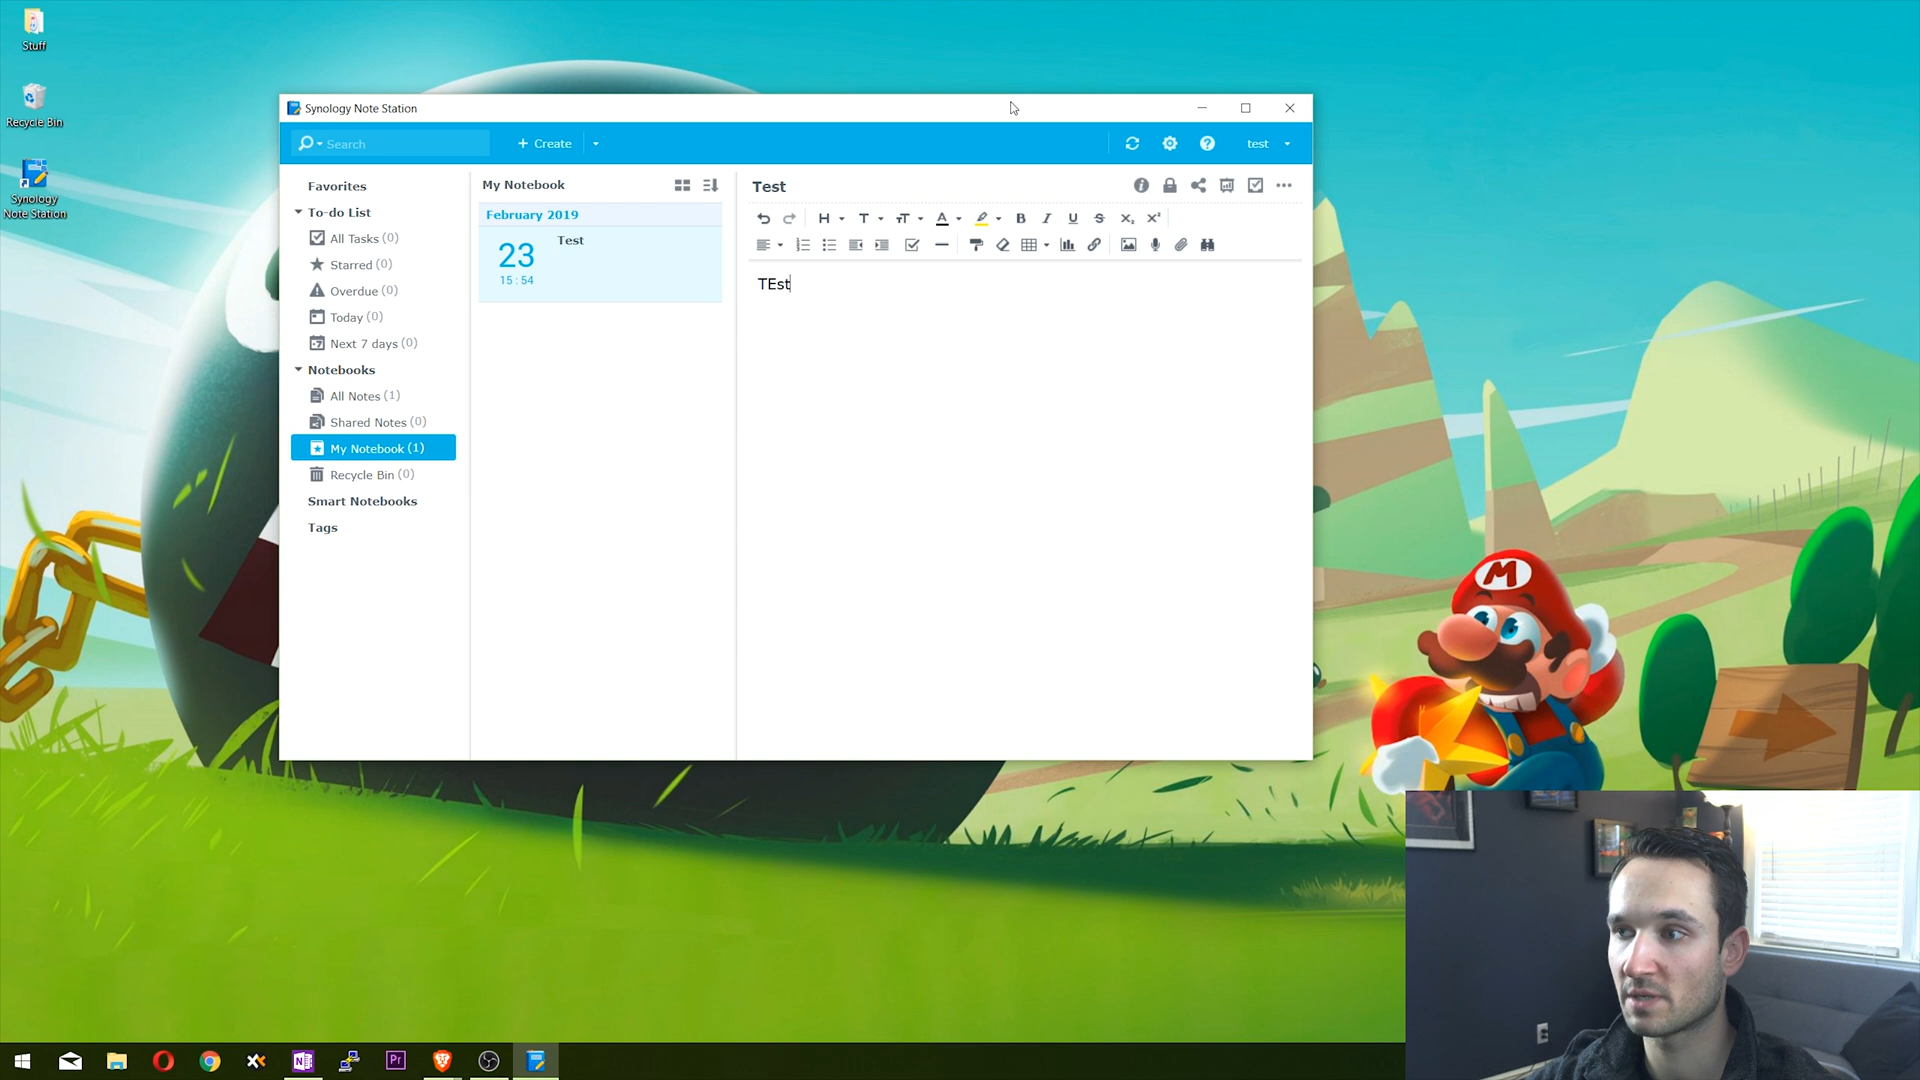 Stuff
Recycle Bin
Synology
Note Station
Synology Note Station
Search
+ Create
test
Favorites
To-do List
All Tasks (0)
Starred (0)
Overdue (0)
Today (0)
Next 7 days (0)
Notebooks
All Notes (1)
Shared Notes (0)
My Notebook (1)
Recycle Bin (0)
Smart Notebooks
Tags
My Notebook
February 2019
23
15 : 54
Test
Test
TEst
M